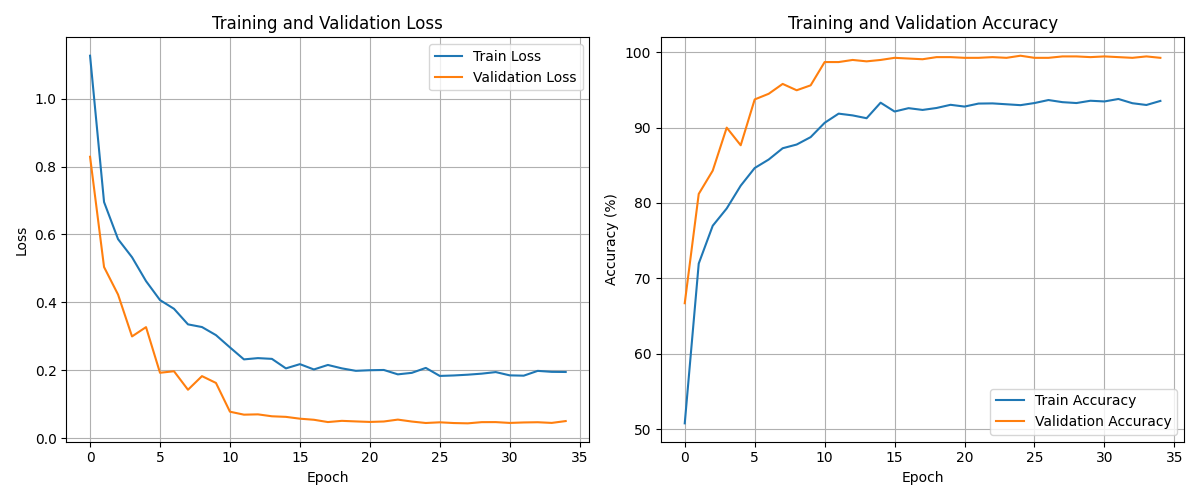 Training and Validation Loss
Train Loss
Validation Loss
Loss
1.0
0.8
0.6
0.4
0.2
0.0
0 5 10 15 20 25 30 35
Epoch
Training and Validation Accuracy
Accuracy (%)
100
90
80
70
60
50
Train Accuracy
Validation Accuracy
0 5 10 15 20 25 30 35
Epoch